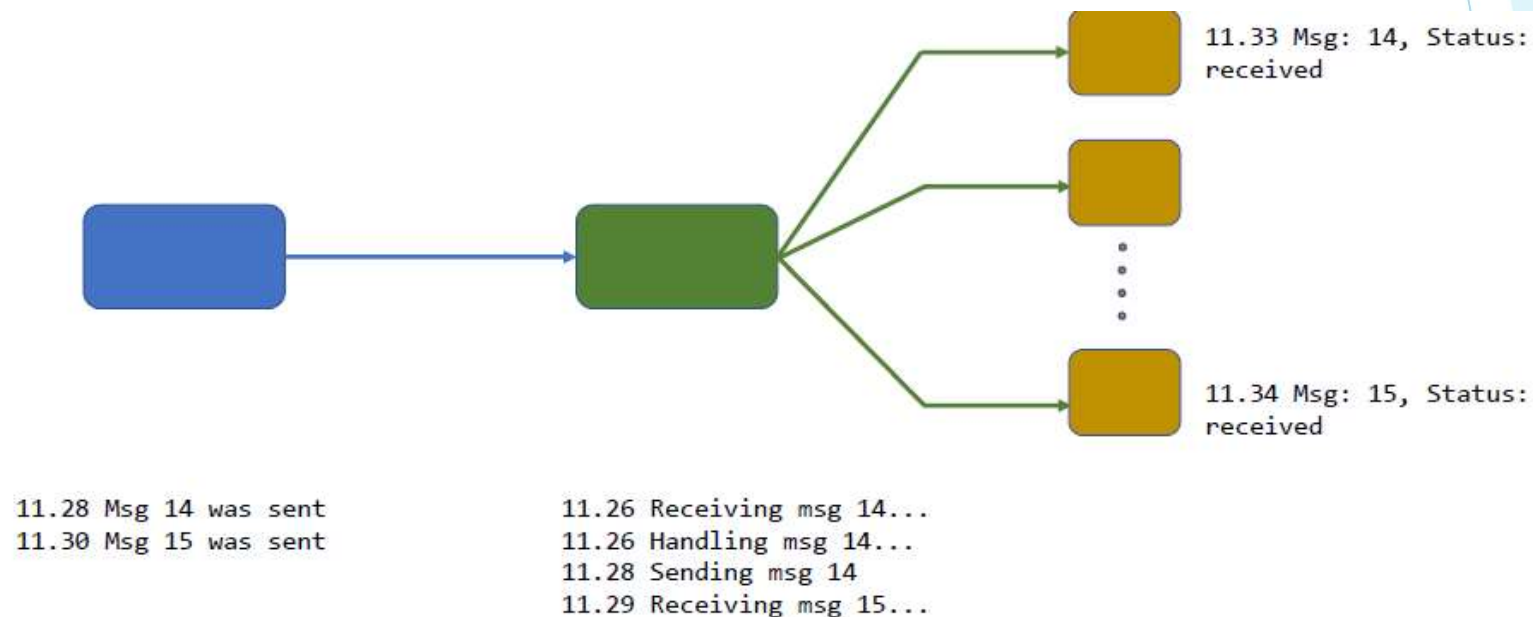 11.33 Msg: 14, Status:
received
11.34 Msg: 15, Status:
received
11.28 Msg 14 was sent
11.30 Msg 15 was sent
11.26 Receiving msg 14...
11.26 Handling msg 14...
11.28 Sending msg 14
11.29 Receiving msg 15...